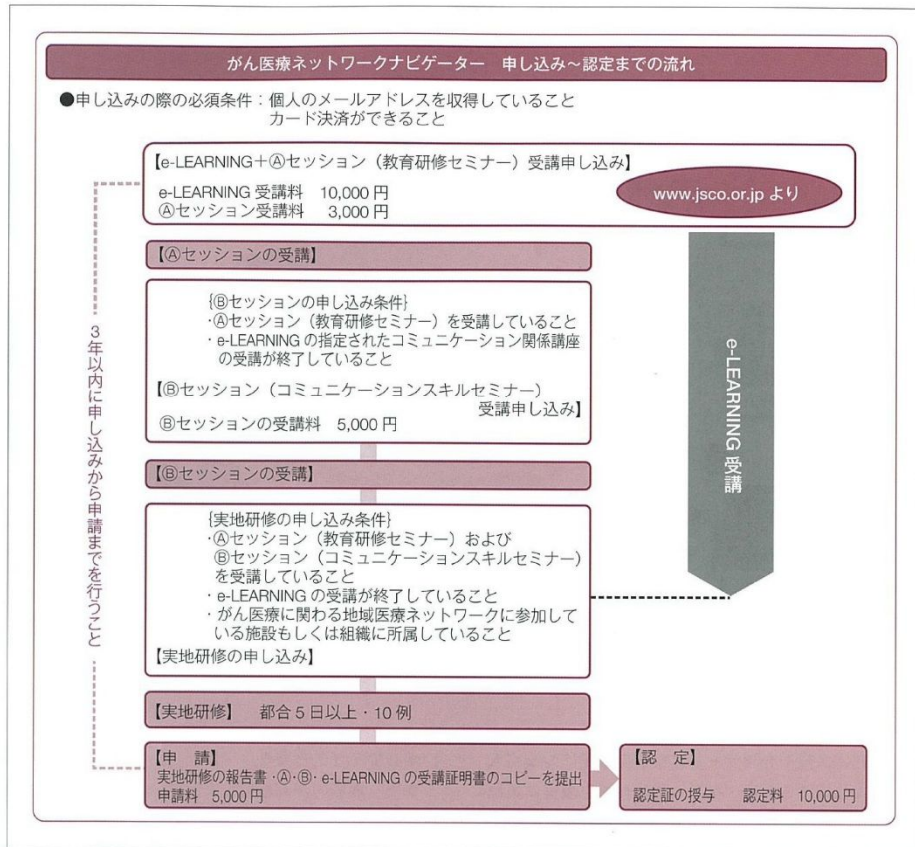 がん医療ネットワークナビゲーター　申し込み～認定までの流れ
●申し込みの際の必須条件：個人のメールアドレスを取得していること
カード決済ができること
【e-LEARNING＋Ⓐセッション（教育研修セミナー）受講申し込み】
e-LEARNING 受講料　10,000 円
Ⓐセッション受講料　3,000 円
www.jsco.or.jp より
【Ⓐセッションの受講】
{Ⓑセッションの申し込み条件}
・Ⓐセッション（教育研修セミナー）を受講していること
・e-LEARNING の指定されたコミュニケーション関係講座
の受講が終了していること
【Ⓑセッション（コミュニケーションスキルセミナー）
受講申し込み】
Ⓑセッションの受講料　5,000 円
【Ⓑセッションの受講】
{実地研修の申し込み条件}
・Ⓐセッション（教育研修セミナー）および
Ⓑセッション（コミュニケーションスキルセミナー）
を受講していること
・e-LEARNING の受講が終了していること
・がん医療に関わる地域医療ネットワークに参加して
いる施設もしくは組織に所属していること
【実地研修の申し込み】
【実地研修】　都合 5 日以上・10 例
【申　請】
実地研修の報告書・Ⓐ・Ⓑ・e-LEARNING の受講証明書のコピーを提出
申請料　5,000 円
【認　定】
認定証の授与　認定料　10,000 円
3年以内に申し込みから申請までを行うこと
e-LEARNING 受講